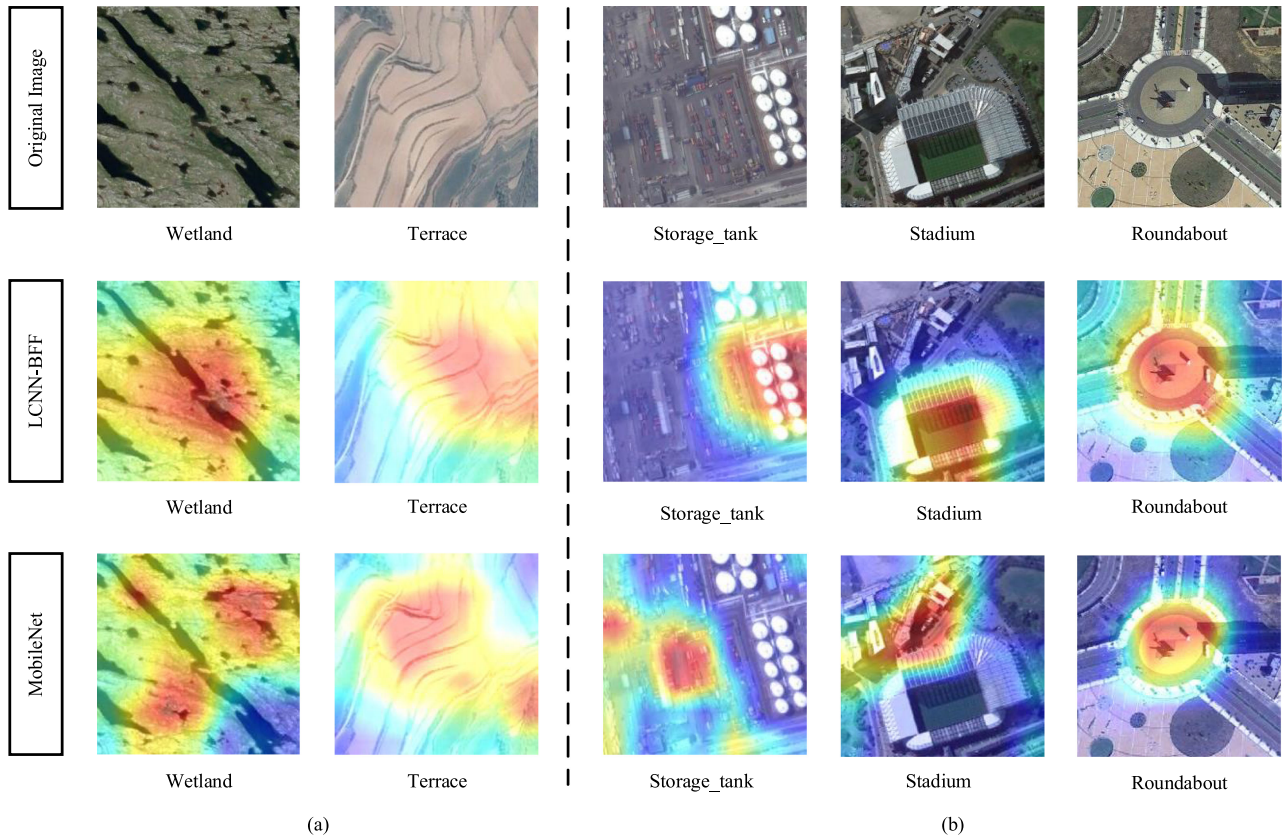 Original Image
Wetland
Terrace
Storage_tank
Stadium
Roundabout
LCNN-BFF
Wetland
Terrace
Storage_tank
Stadium
Roundabout
MobileNet
Wetland
Terrace
Storage_tank
Stadium
Roundabout
(a)
(b)